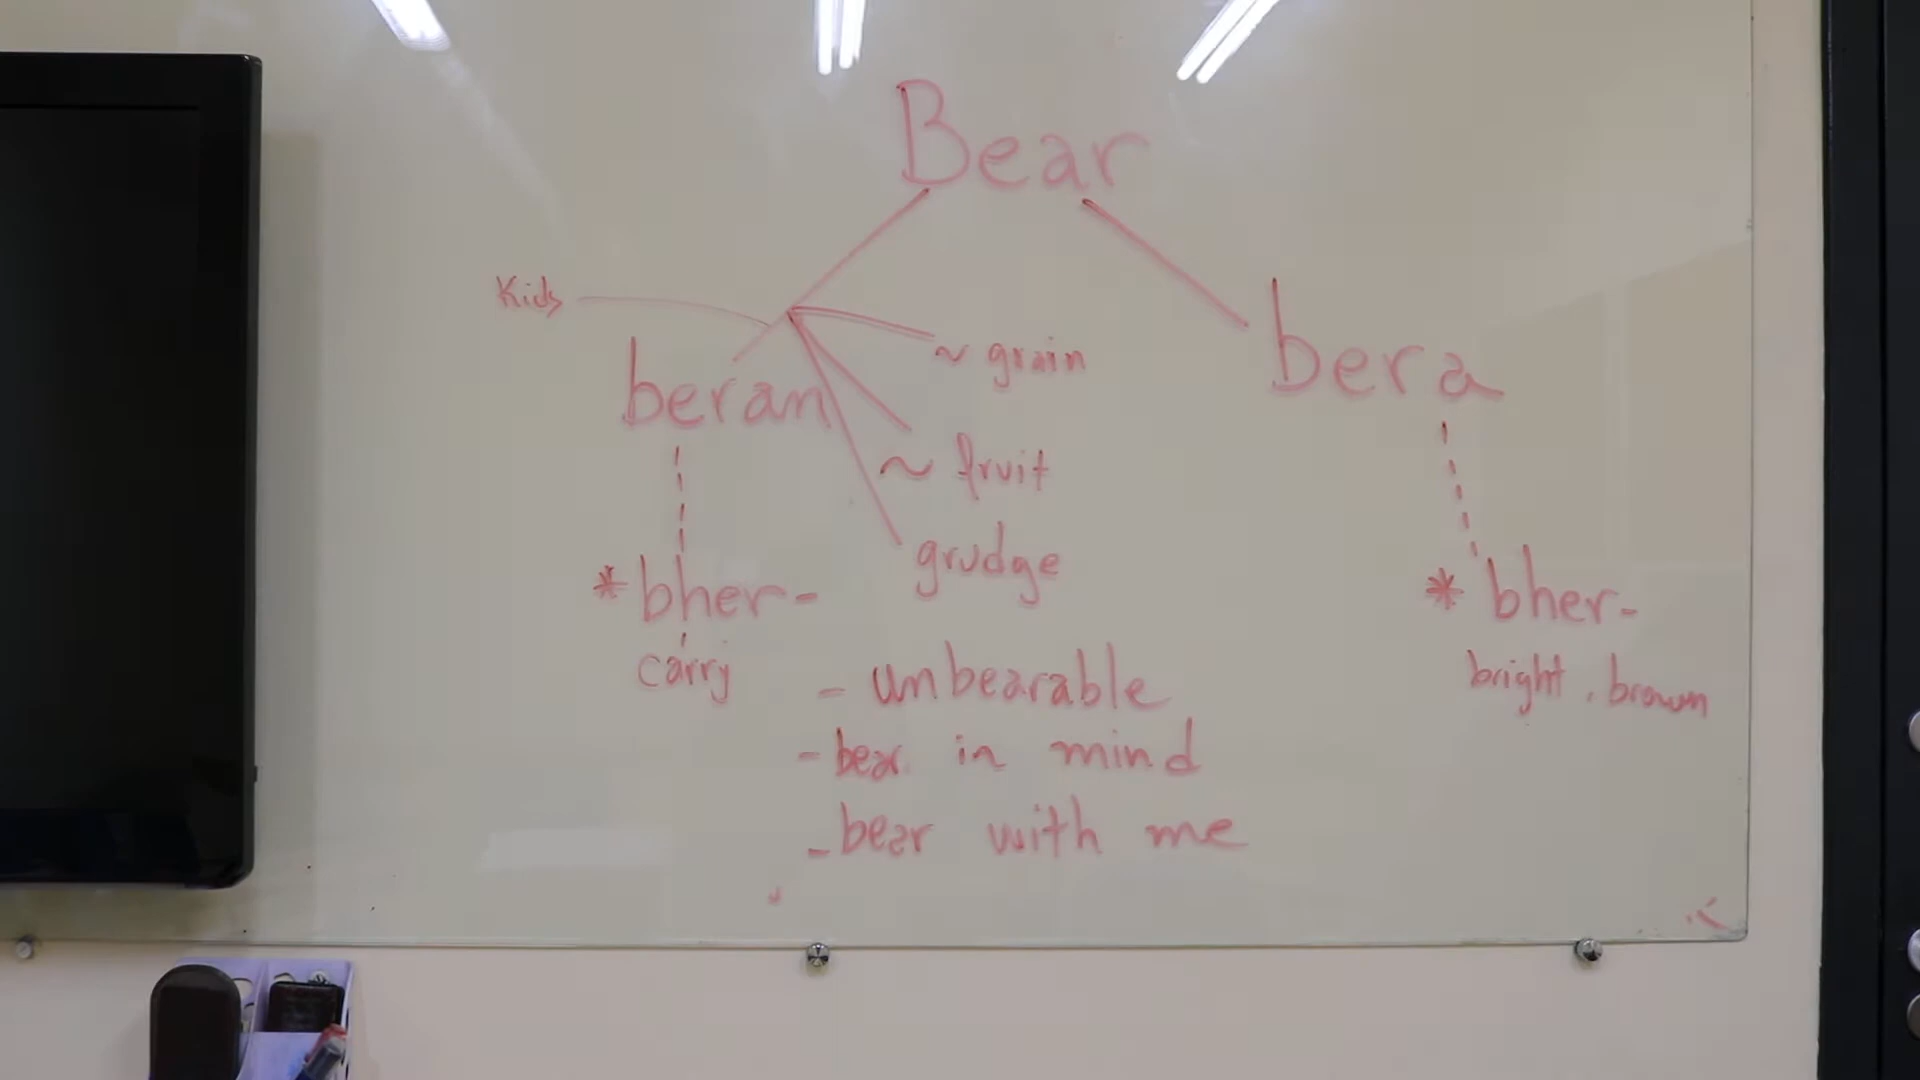 Bear
Kids
~ grain
beran
bera
~ fruit
grudge
*bher-
carry
* bher-
bright, brown
- unbearable
- bear in mind
- bear with me